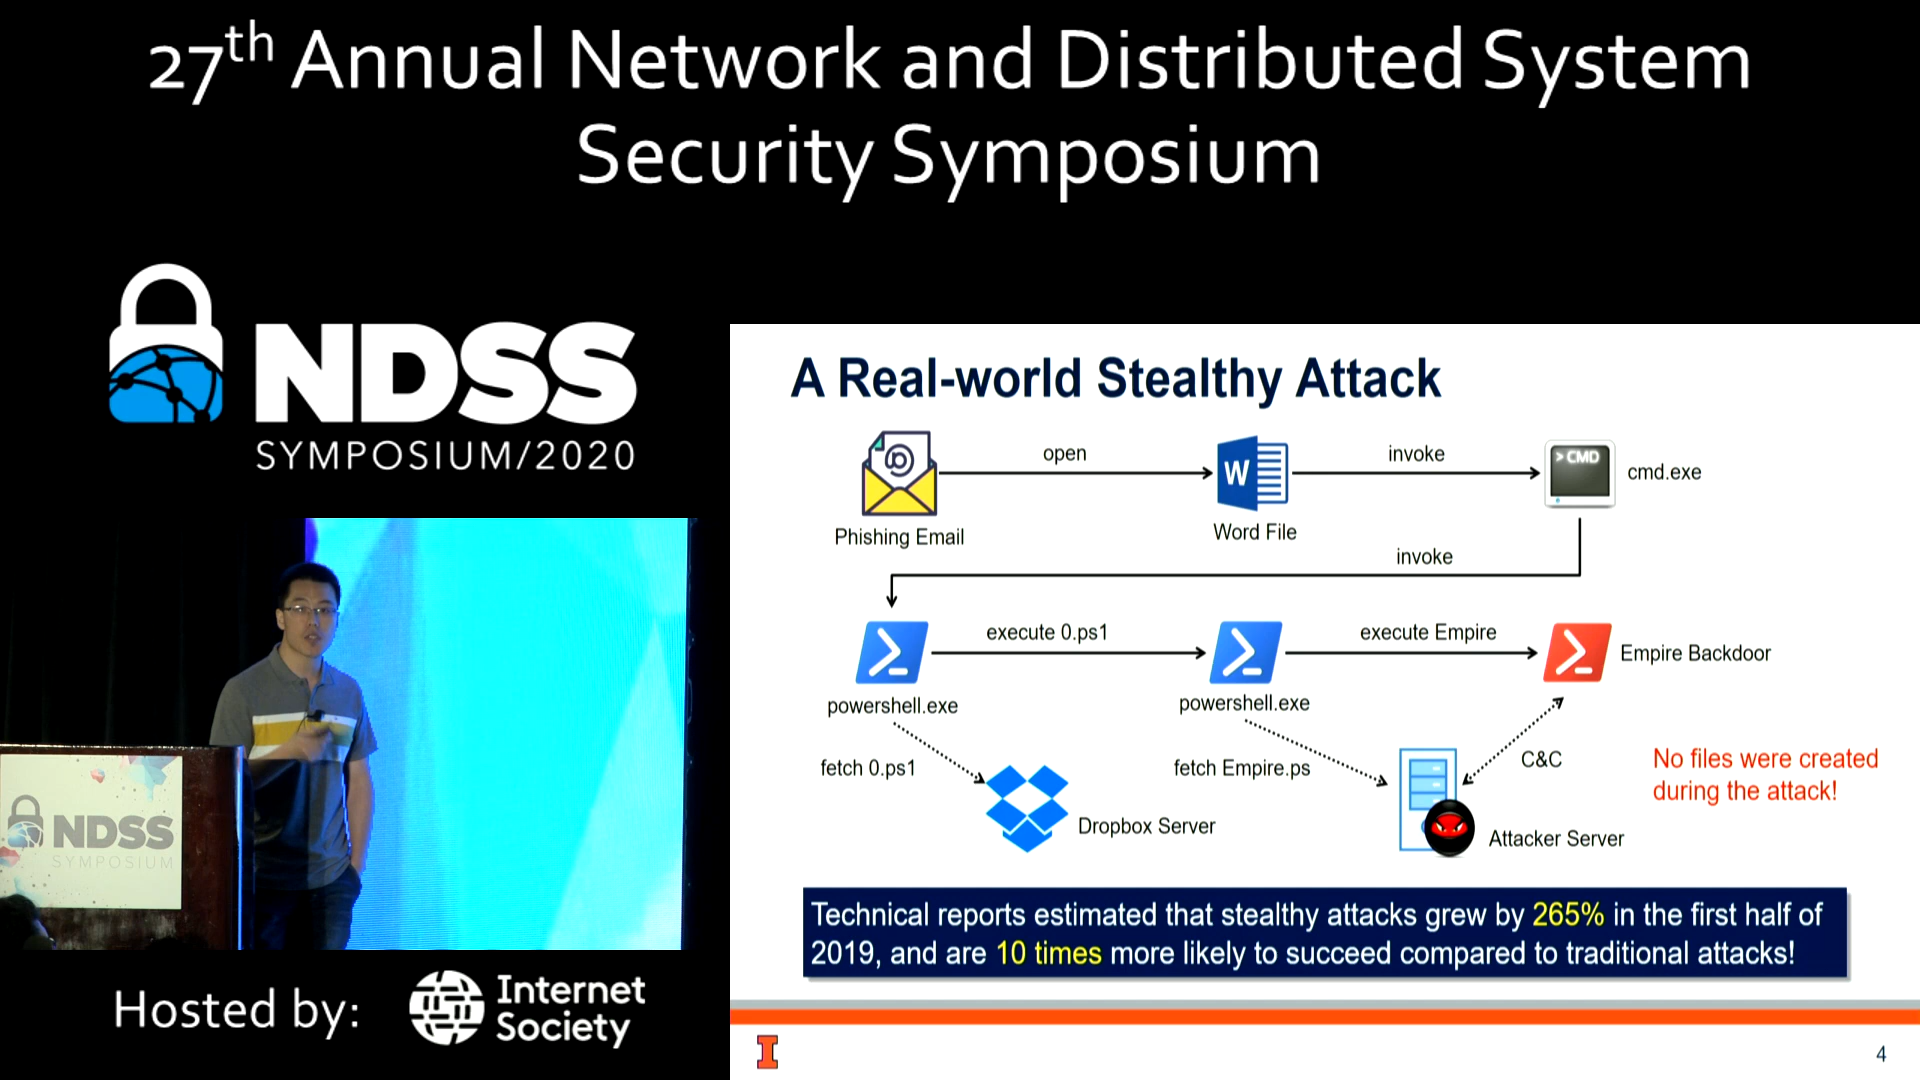 27th Annual Network and Distributed System
Security Symposium
NDSS
SYMPOSIUM/2020
A Real-world Stealthy Attack
open
invoke
> CMD
cmd.exe
W
Phishing Email
Word File
invoke
execute 0.ps1
execute Empire
Empire Backdoor
powershell.exe
powershell.exe
fetch 0.ps1
fetch Empire.ps
C&C
No files were created
during the attack!
Dropbox Server
Attacker Server
Technical reports estimated that stealthy attacks grew by 265% in the first half of
2019, and are 10 times more likely to succeed compared to traditional attacks!
NDSS
SYMPOSIUM
Hosted by:
Internet
Society
I
4